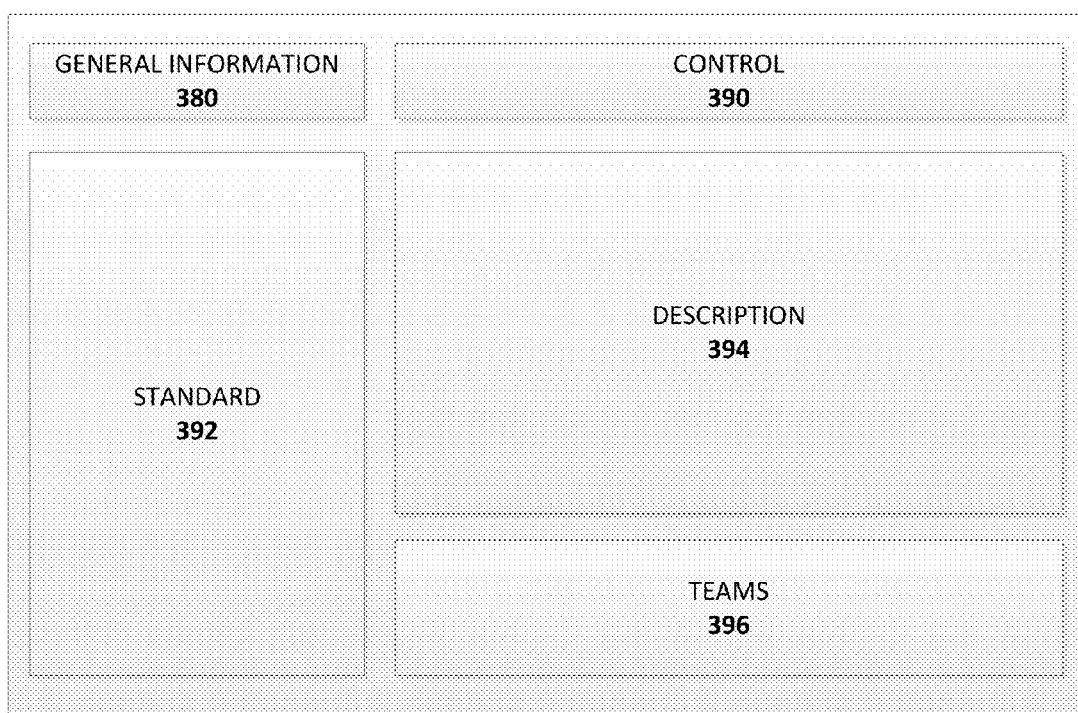 GENERAL INFORMATION
380
CONTROL
390
STANDARD
392
DESCRIPTION
394
TEAMS
396